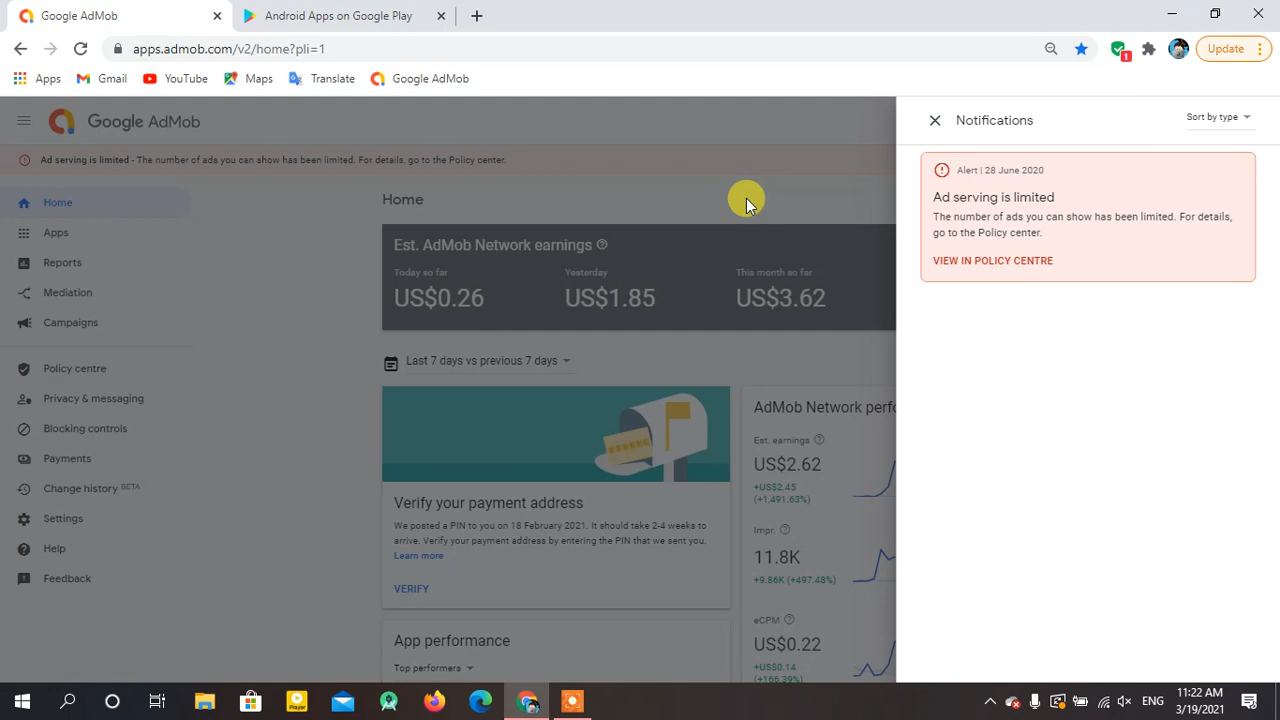 Google AdMob
Android Apps on Google Play
apps.admob.com/v2/home?pli=1
1
Update
Apps
Gmail
YouTube
Maps
Translate
Google AdMob
Google AdMob
Ad serving is limited - The number of ads you can show has been limited. For details, go to the Policy center.
Home
Apps
Reports
Mediation
Campaigns
Policy centre
Privacy & messaging
Blocking controls
Payments
Change history BETA
Settings
Help
Feedback
Home
Est. AdMob Network earnings
Today so far
US$0.26
Yesterday
US$1.85
This month so far
US$3.62
Last 7 days vs previous 7 days
Verify your payment address
We posted a PIN to you on 18 February 2021. It should take 2-4 weeks to
arrive. Verify your payment address by entering the PIN that we sent you.
Learn more
VERIFY
App performance
Top performers
AdMob Network perfo
Est. earnings
US$2.62
+US$2.45
(+1,491.63%)
Impr.
11.8K
+9.86K (+497.48%)
eCPM
US$0.22
+US$0.14
(+166.39%)
Notifications
Sort by type
Alert | 28 June 2020
Ad serving is limited
The number of ads you can show has been limited. For details,
go to the Policy center.
VIEW IN POLICY CENTRE
Player
ENG
11:22 AM
3/19/2021